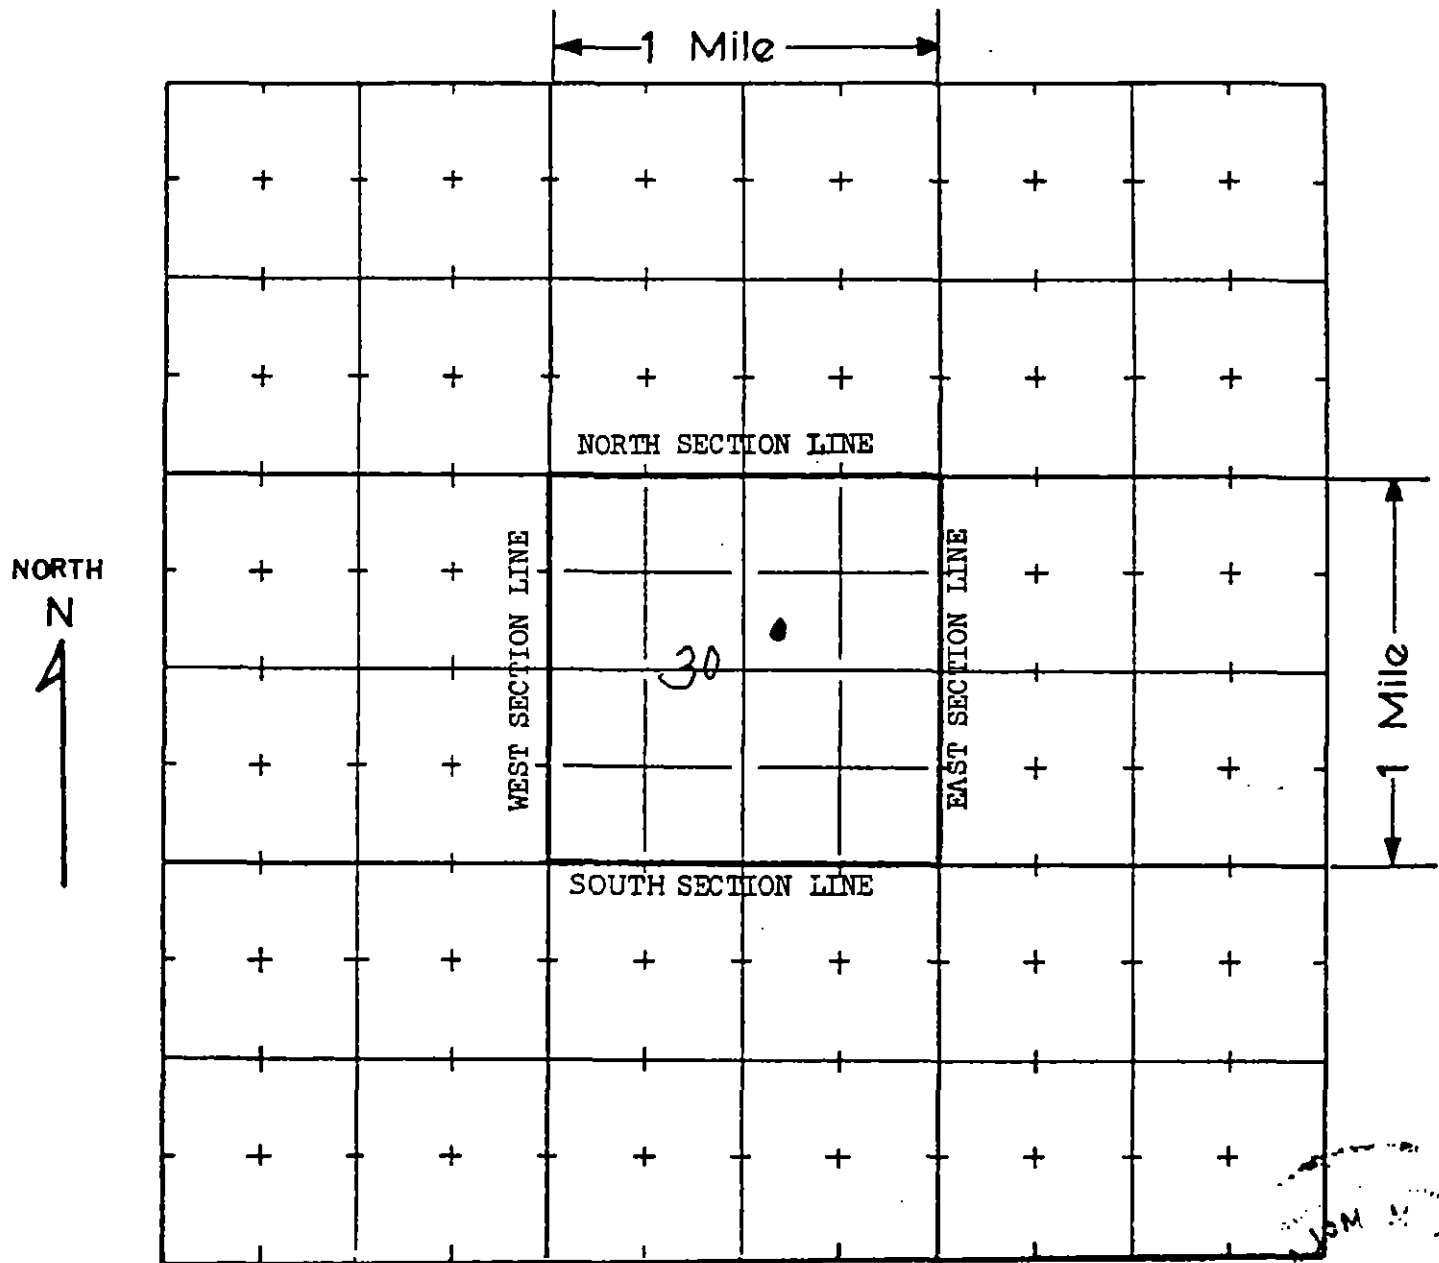 1 Mile
NORTH SECTION LINE
NORTH
N
WEST SECTION LINE
EAST SECTION LINE
30
1 Mile
SOUTH SECTION LINE